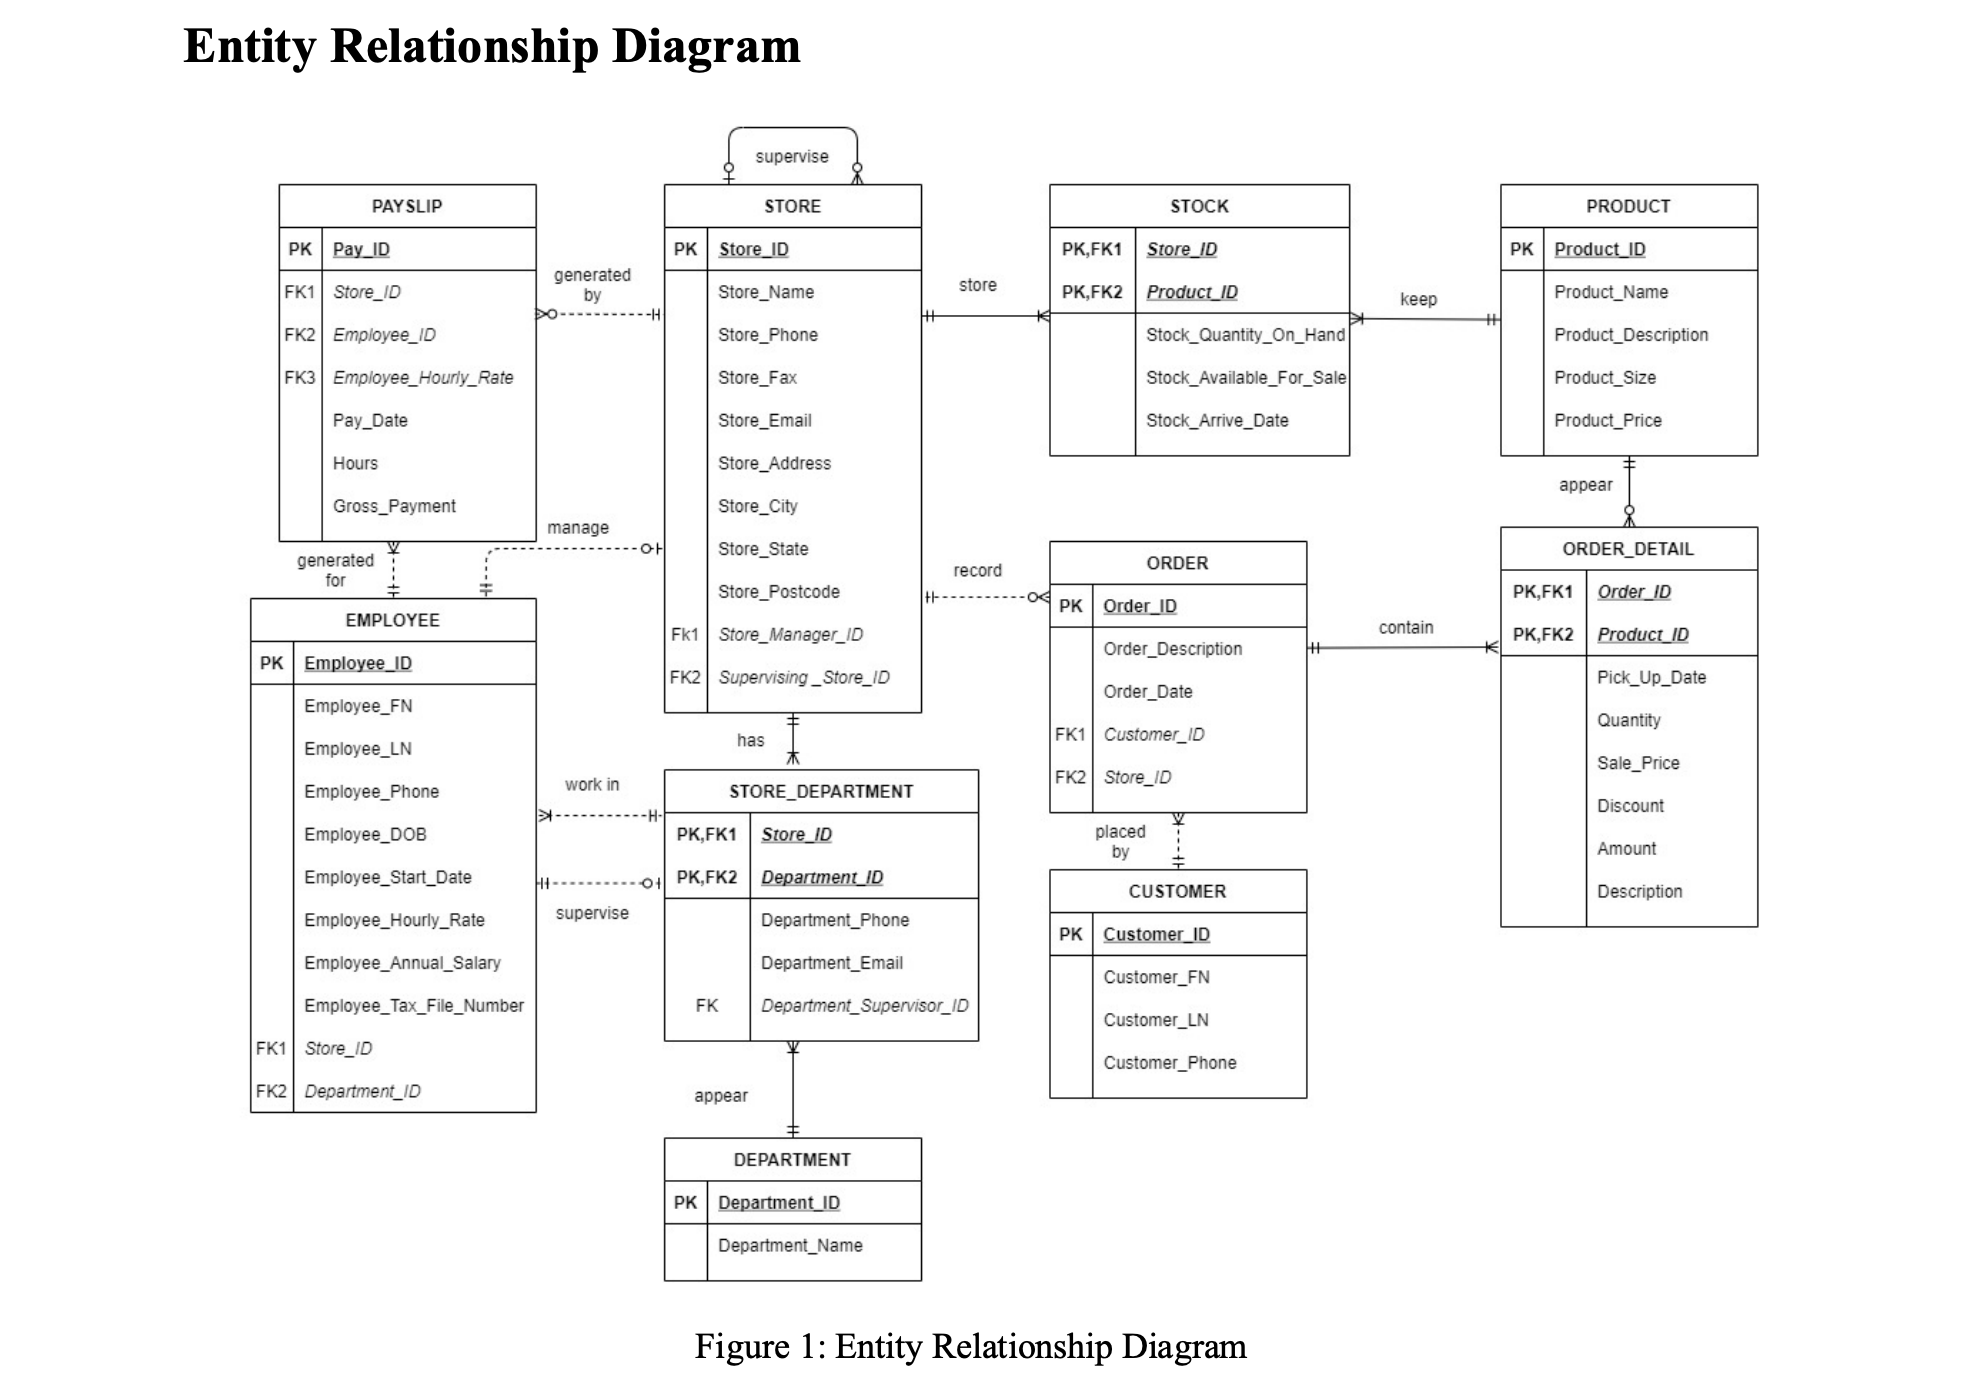 Entity Relationship Diagram
supervise
PAYSLIP
PK Pay_ID
FK1 Store_ID
FK2 Employee_ID
FK3 Employee_Hourly_Rate
Pay_Date
Hours
Gross_Payment
generated
by
STORE
PK Store_ID
Store_Name
Store_Phone
Store_Fax
Store_Email
Store_Address
Store_City
Store_State
Store_Postcode
Fk1 Store_Manager_ID
FK2 Supervising _Store_ID
store
STOCK
PK,FK1 Store_ID
PK,FK2 Product_ID
Stock_Quantity_On_Hand
Stock_Available_For_Sale
Stock_Arrive_Date
keep
PRODUCT
PK Product_ID
Product_Name
Product_Description
Product_Size
Product_Price
appear
generated
for
manage
record
ORDER
PK Order_ID
Order_Description
Order_Date
FK1 Customer_ID
FK2 Store_ID
contain
ORDER_DETAIL
PK,FK1 Order_ID
PK,FK2 Product_ID
Pick_Up_Date
Quantity
Sale_Price
Discount
Amount
Description
EMPLOYEE
PK Employee_ID
Employee_FN
Employee_LN
Employee_Phone
Employee_DOB
Employee_Start_Date
Employee_Hourly_Rate
Employee_Annual_Salary
Employee_Tax_File_Number
FK1 Store_ID
FK2 Department_ID
has
work in
supervise
STORE_DEPARTMENT
PK,FK1 Store_ID
PK,FK2 Department_ID
Department_Phone
Department_Email
FK Department_Supervisor_ID
placed
by
CUSTOMER
PK Customer_ID
Customer_FN
Customer_LN
Customer_Phone
appear
DEPARTMENT
PK Department_ID
Department_Name
Figure 1: Entity Relationship Diagram